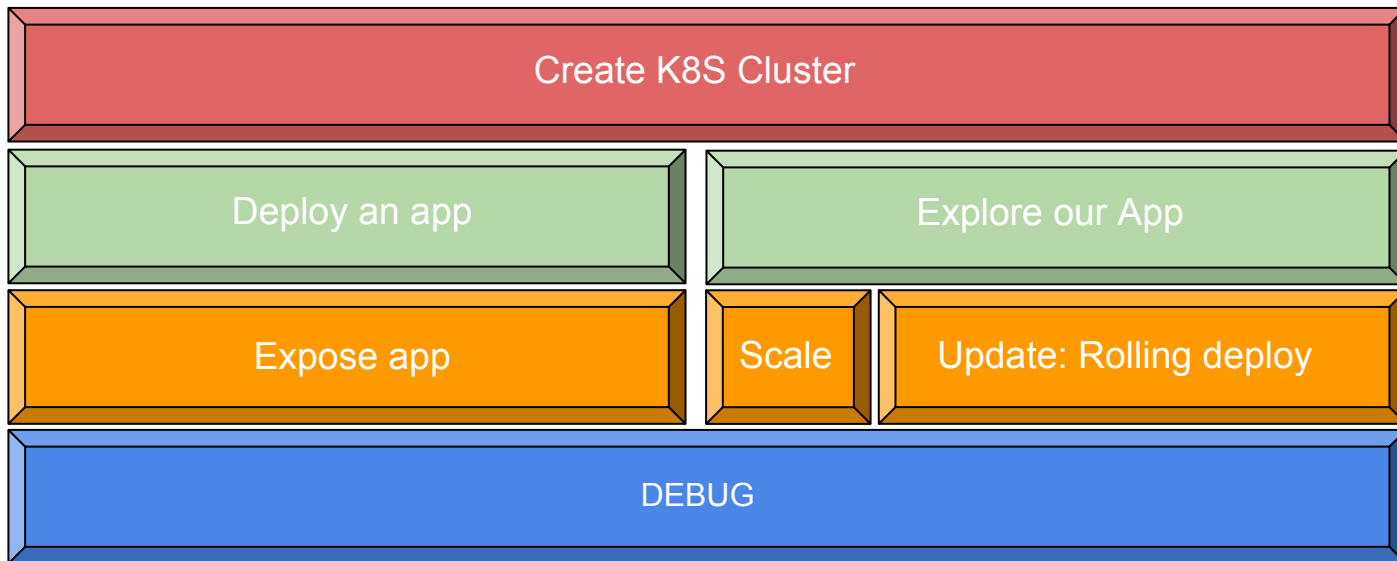 Create K8S Cluster
Deploy an app
Explore our App
Expose app
Scale
Update: Rolling deploy
DEBUG